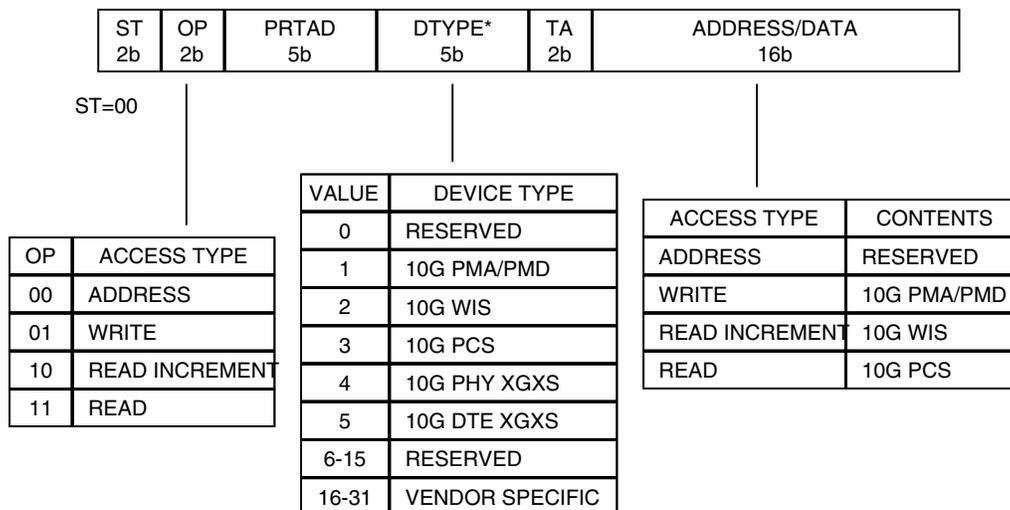 ST OP PRTAD DTYPE* TA ADDRESS/DATA
2b 2b 5b 5b 2b 16b
ST=00
OP ACCESS TYPE
00 ADDRESS
01 WRITE
10 READ INCREMENT
11 READ
VALUE DEVICE TYPE
0 RESERVED
1 10G PMA/PMD
2 10G WIS
3 10G PCS
4 10G PHY XGXS
5 10G DTE XGXS
6-15 RESERVED
16-31 VENDOR SPECIFIC
ACCESS TYPE CONTENTS
ADDRESS RESERVED
WRITE 10G PMA/PMD
READ INCREMENT 10G WIS
READ 10G PCS